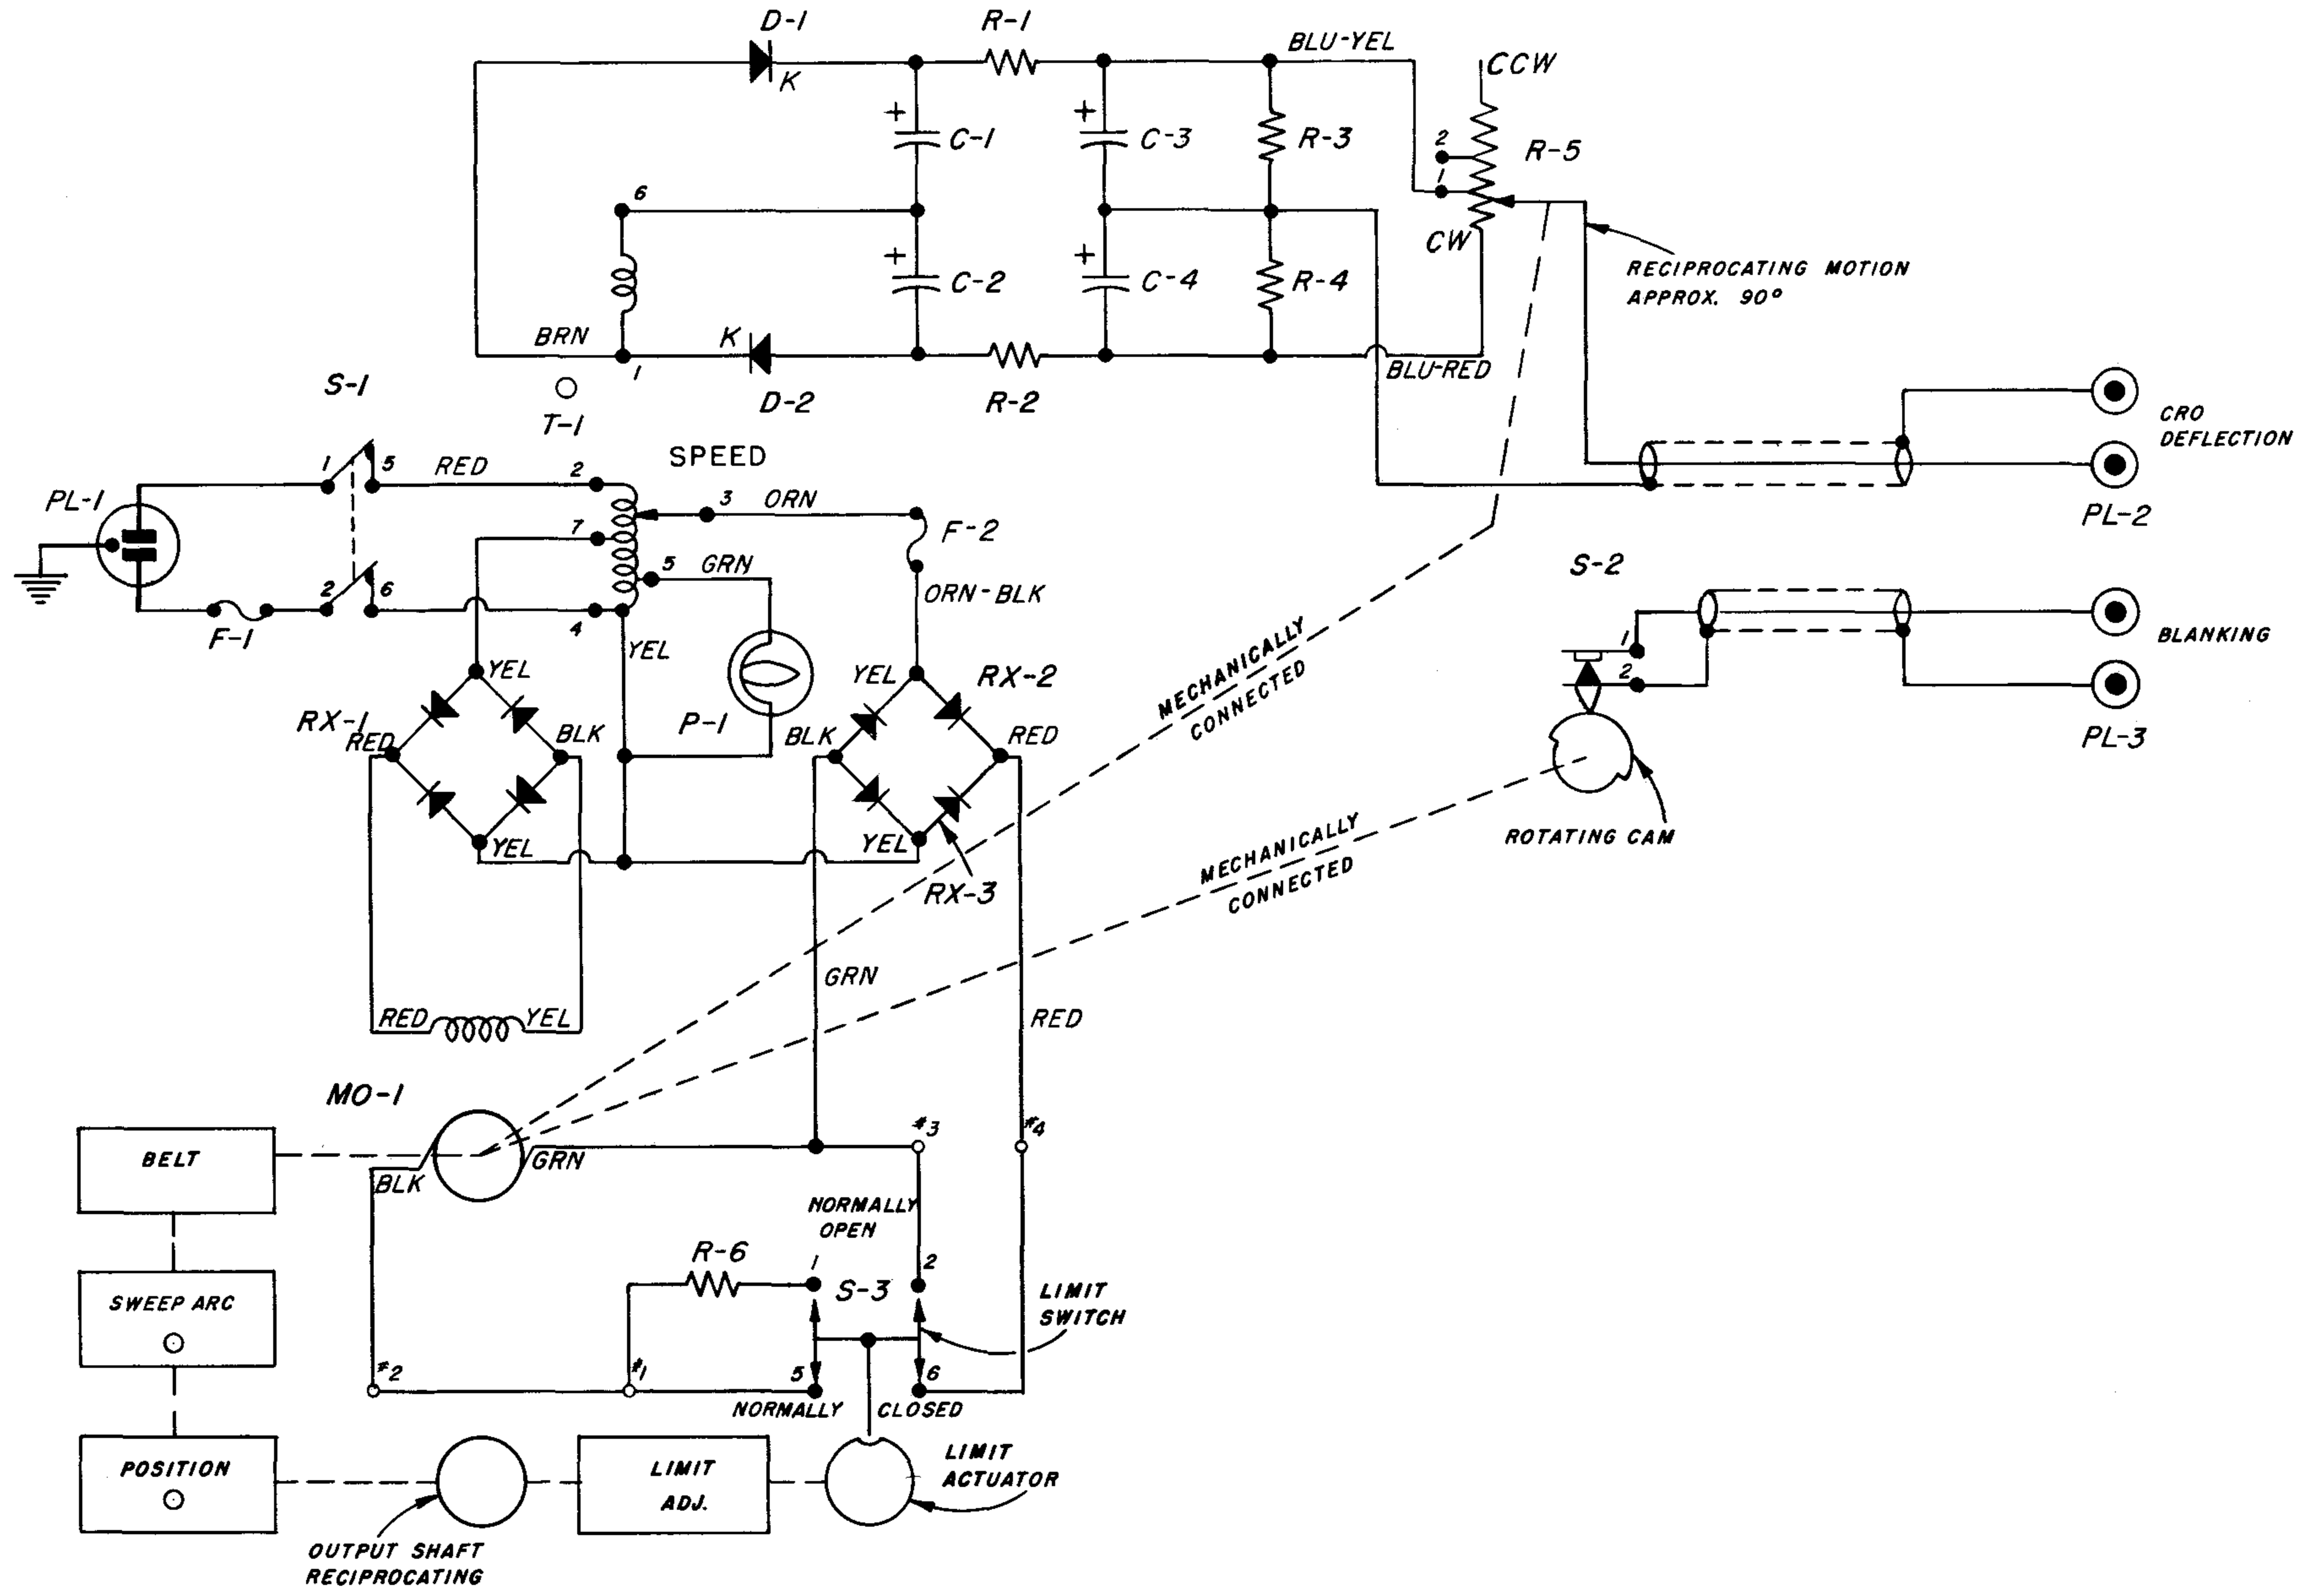 D-1
K
R-1
BLU-YEL
CCW
+
C-1
+
C-3
R-3
2
1
R-5
6
CW
+
C-2
+
C-4
R-4
RECIPROCATING MOTION
APPROX. 90°
BRN
1
K
D-2
R-2
BLU-RED
T-1
S-1
CRO
DEFLECTION
PL-2
PL-1
1
5
RED
2
SPEED
3
ORN
F-2
7
5
GRN
ORN-BLK
F-1
2
6
4
YEL
S-2
1
2
BLANKING
PL-3
ROTATING CAM
YEL
RX-1
RED
BLK
YEL
P-1
YEL
RX-2
BLK
RED
YEL
RX-3
MECHANICALLY
CONNECTED
MECHANICALLY
CONNECTED
GRN
RED
RED
YEL
MO-1
BELT
BLK
GRN
#3
#4
NORMALLY
OPEN
R-6
1
S-3
2
LIMIT
SWITCH
SWEEP ARC
#2
#1
5
6
NORMALLY
CLOSED
POSITION
LIMIT
ADJ.
LIMIT
ACTUATOR
OUTPUT SHAFT
RECIPROCATING